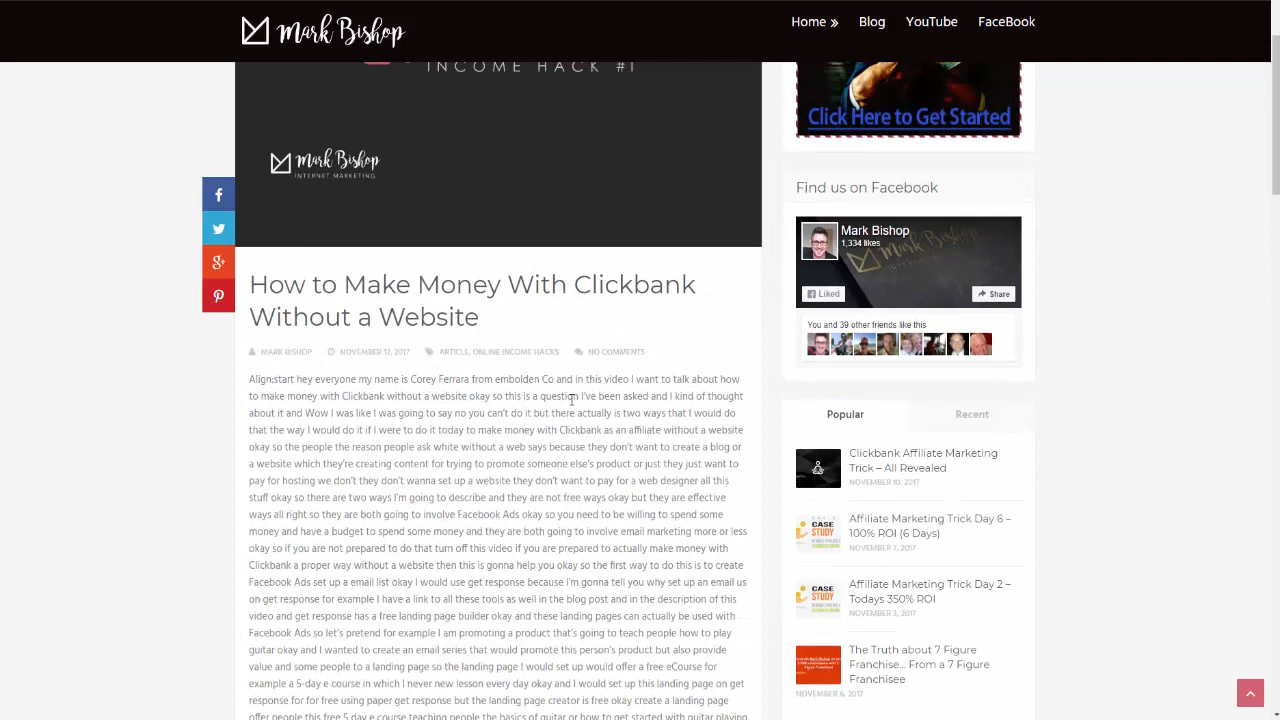 Mark Bishop
Home »
Blog
YouTube
FaceBook
INCOME HACK #1
Mark Bishop
INTERNET MARKETING
How to Make Money With Clickbank
Without a Website
MARK BISHOP
NOVEMBER 17, 2017
ARTICLE, ONLINE INCOME HACKS
NO COMMENTS
Align:start hey everyone my name is Corey Ferrara from embolden Co and in this video I want to talk about how
to make money with Clickbank without a website okay so this is a question I've been asked and I kind of thought
about it and Wow I was like I was going to say no you can't do it but there actually is two ways that I would do
that the way I would do it if I were to do it today to make money with Clickbank as an affiliate without a website
okay so the people the reason people ask white without a web says because they don't want to create a blog or
a website which they're creating content for trying to promote someone else's product or just they just want to
pay for hosting we don't they don't wanna set up a website they don't want to pay for a web designer all this
stuff okay so there are two ways I'm going to describe and they are not free ways okay but they are effective
ways all right so they are both going to involve Facebook Ads okay so you need to be willing to spend some
money and have a budget to spend some money and they are both going to involve email marketing more or less
okay so if you are not prepared to do that turn off this video if you are prepared to actually make money with
Clickbank a proper way without a website then this is gonna help you okay so the first way to do this is to create
Facebook Ads set up a email list okay I would use get response because I'm gonna tell you why set up an email us
on get response for example I have a link to all these tools as well in the blog post and in the description of this
video and get response has a free landing page builder okay and these landing pages can actually be used with
Facebook Ads so let's pretend for example I am promoting a product that's going to teach people how to play
guitar okay and I wanted to create an email series that would promote this person's product but also provide
value and some people to a landing page so the landing page I would set up would offer a free eCourse for
example a 5-day e course in which I never new lesson every day okay and I would set up this landing page on get
response for for free using paper get response but the landing page creator is free okay create a landing page
offer people this free 5 day e course teaching people the basics of guitar or how to get started with guitar playing
Click Here to Get Started
Find us on Facebook
Mark Bishop
1,334 likes
Liked
Share
You and 39 other friends like this
Popular
Recent
Clickbank Affiliate Marketing
Trick – All Revealed
NOVEMBER 10, 2017
Affiliate Marketing Trick Day 6 –
100% ROI (6 Days)
NOVEMBER 7, 2017
Affiliate Marketing Trick Day 2 –
Todays 350% ROI
NOVEMBER 3, 2017
The Truth about 7 Figure
Franchise... From a 7 Figure
Franchisee
NOVEMBER 6, 2017
CASE
STUDY
CASE
STUDY